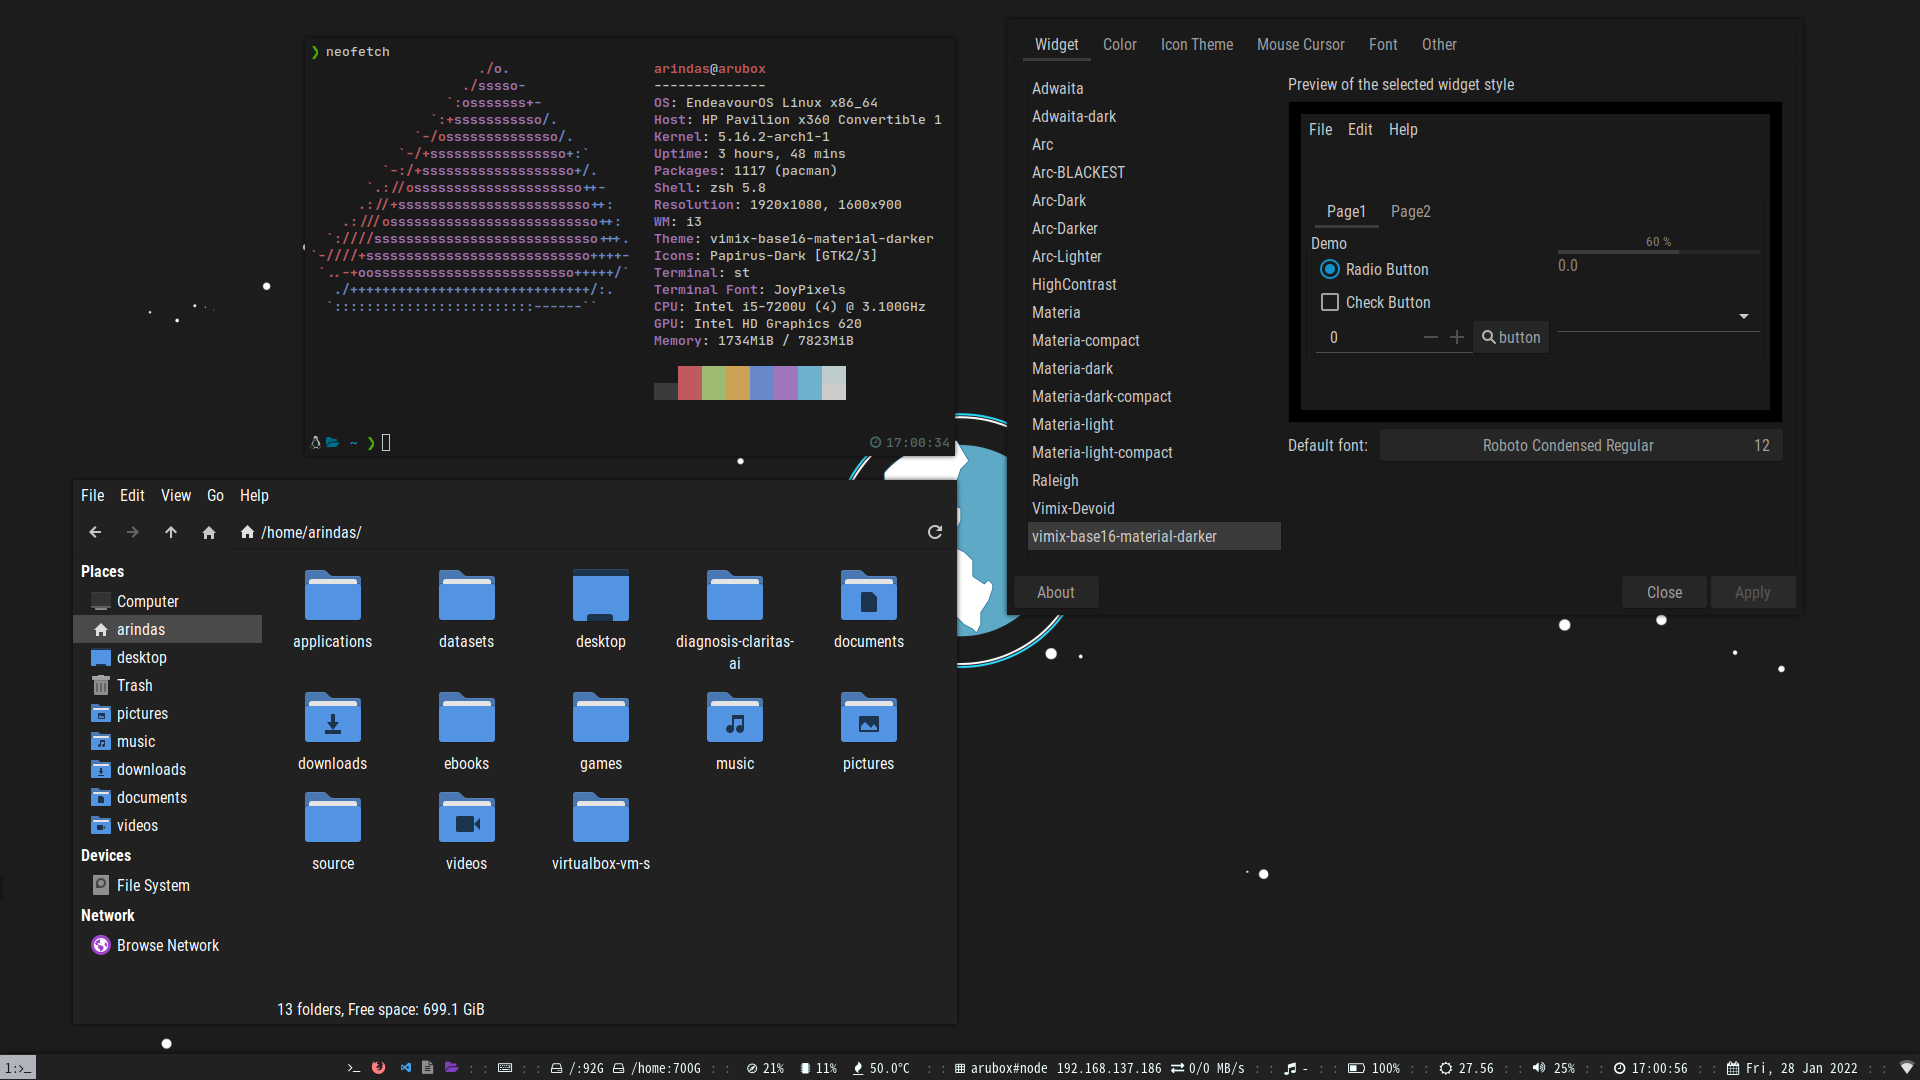 ❯ neofetch
./o.
./sssso-
`:osssssss+-
`:+sssssssssso/.
`-/ossssssssssssso/.
`-/+sssssssssssssssso+:`
`-:/+sssssssssssssssssso+/.
`.://osssssssssssssssssssso++-
.://+ssssssssssssssssssssssso++:
.:///ossssssssssssssssssssssssso++:
`:////ssssssssssssssssssssssssssso+++.
`-////+ssssssssssssssssssssssssssso++++-
`..-+oosssssssssssssssssssssssso+++++/`
./++++++++++++++++++++++++++++++/:.
`:::::::::::::::::::::::::------``
arindas@arubox
--------------
OS: EndeavourOS Linux x86_64
Host: HP Pavilion x360 Convertible 1
Kernel: 5.16.2-arch1-1
Uptime: 3 hours, 48 mins
Packages: 1117 (pacman)
Shell: zsh 5.8
Resolution: 1920x1080, 1600x900
WM: i3
Theme: vimix-base16-material-darker
Icons: Papirus-Dark [GTK2/3]
Terminal: st
Terminal Font: JoyPixels
CPU: Intel i5-7200U (4) @ 3.100GHz
GPU: Intel HD Graphics 620
Memory: 1734MiB / 7823MiB
~ ❯ 17:00:34
Widget Color Icon Theme Mouse Cursor Font Other
Adwaita
Adwaita-dark
Arc
Arc-BLACKEST
Arc-Dark
Arc-Darker
Arc-Lighter
HighContrast
Materia
Materia-compact
Materia-dark
Materia-dark-compact
Materia-light
Materia-light-compact
Raleigh
Vimix-Devoid
vimix-base16-material-darker
Preview of the selected widget style
File Edit Help
Page1 Page2
Demo
Radio Button
Check Button
0 — + button
60 %
0.0
Default font: Roboto Condensed Regular 12
About Close Apply
File Edit View Go Help
/home/arindas/
Places
Computer
arindas
desktop
Trash
pictures
music
downloads
documents
videos
Devices
File System
Network
Browse Network
applications datasets desktop diagnosis-claritas-ai documents
downloads ebooks games music pictures
source videos virtualbox-vm-s
13 folders, Free space: 699.1 GiB
1:>_ >_ : : : : /:92G /home:700G : : 21% 11% 50.0°C : : arubox#node 192.168.137.186 0/0 MB/s : : - : : 100% : : 27.56 : : 25% : : 17:00:56 : : Fri, 28 Jan 2022 : :